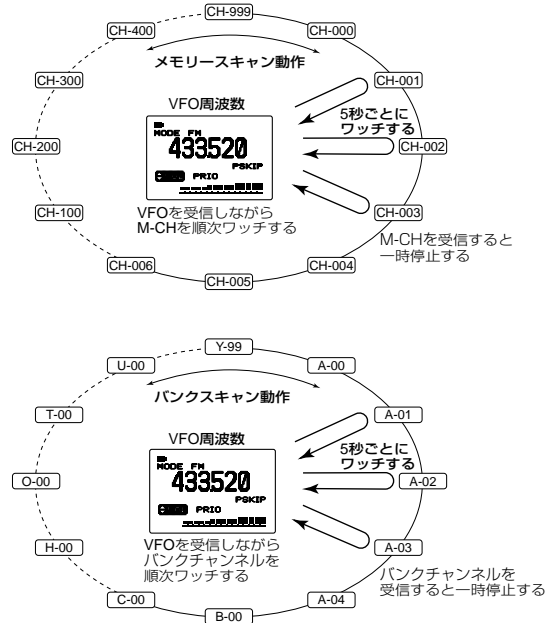 CH-999
CH-400
CH-000
メモリースキャン動作
CH-300
CH-001
VFO周波数
5秒ごとに
ワッチする
MODE FM
433.520
PSKIP
PRIO
CH-200
CH-002
CH-100
CH-003
VFOを受信しながら
M-CHを順次ワッチする
M-CHを受信すると
一時停止する
CH-006
CH-004
CH-005
Y-99
U-00
A-00
バンクスキャン動作
T-00
A-01
VFO周波数
5秒ごとに
ワッチする
MODE FM
433.520
PSKIP
PRIO
O-00
A-02
H-00
A-03
VFOを受信しながら
バンクチャンネルを
順次ワッチする
バンクチャンネルを
受信すると一時停止する
C-00
A-04
B-00